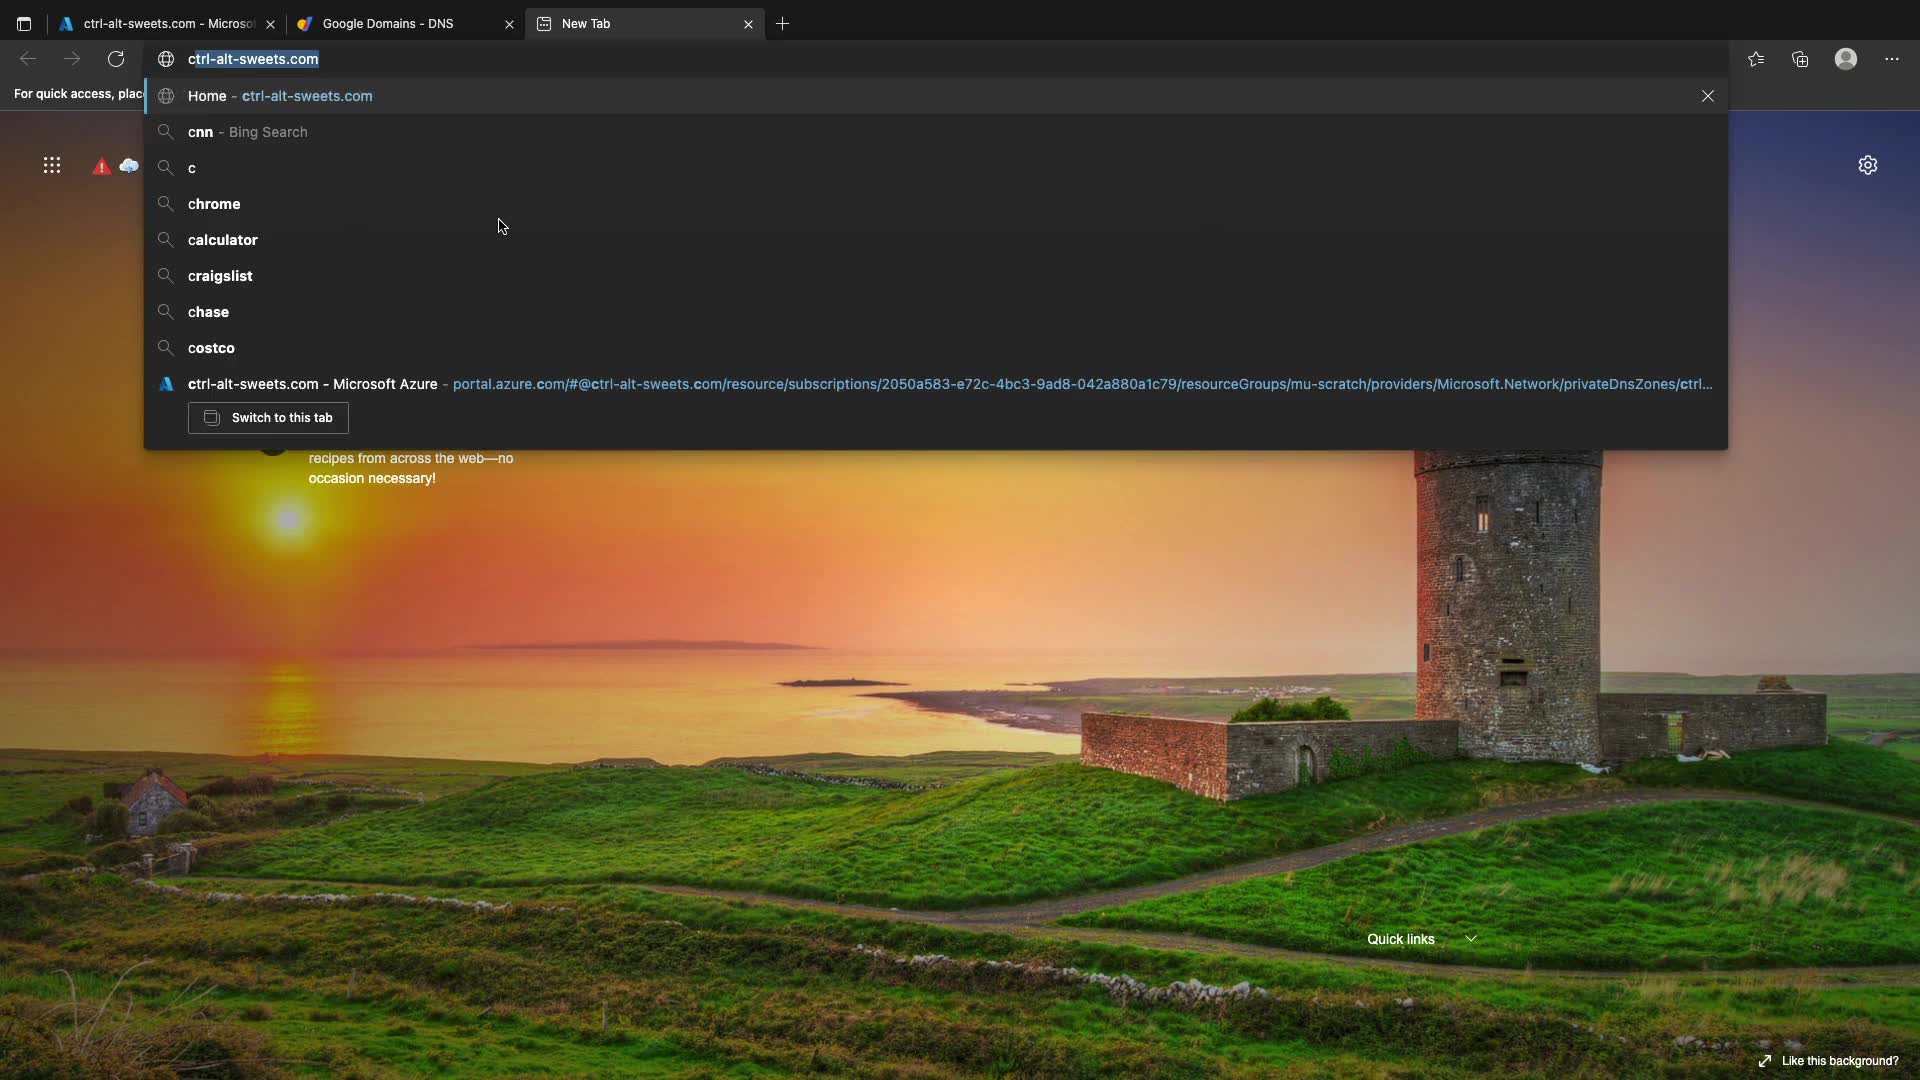 ctrl-alt-sweets.com - Microsof
Google Domains - DNS
New Tab
ctrl-alt-sweets.com
For quick access, plac
Home - ctrl-alt-sweets.com
cnn - Bing Search
c
chrome
calculator
craigslist
chase
costco
ctrl-alt-sweets.com - Microsoft Azure - portal.azure.com/#@ctrl-alt-sweets.com/resource/subscriptions/2050a583-e72c-4bc3-9ad8-042a880a1c79/resourceGroups/mu-scratch/providers/Microsoft.Network/privateDnsZones/ctrl...
Switch to this tab
recipes from across the web—no
occasion necessary!
Quick links
Like this background?